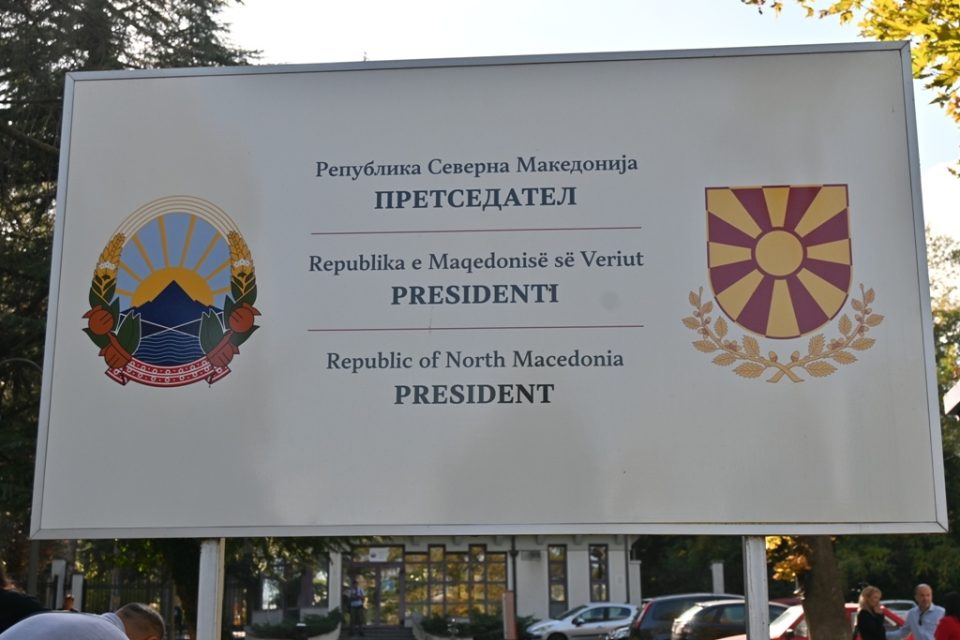 Република Северна Македонија
ПРЕТСЕДАТЕЛ
Republika e Maqedonisë së Veriut
PRESIDENTI
Republic of North Macedonia
PRESIDENT